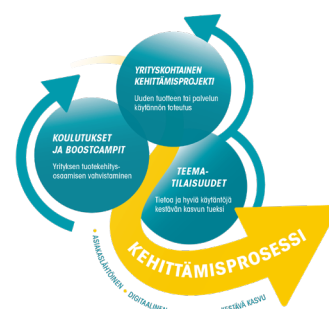 YRITYSKOHTAINEN
KEHITTÄMISPROJEKTI
Uuden tuotteen tai palvelun
käytännön toteutus
KOULUTUKSET
JA BOOSTCAMPIT
Yrityksen tuotekehitys-
osaamisen vahvistaminen
TEEMA-
TILAISUUDET
Tietoa ja hyviä käytäntöjä
kestävän kasvun tueksi
KEHITTÄMISPROSESSI
• ASIAKASLÄHTÖINEN • DIGITAALINEN
KESTÄVÄ KASVU